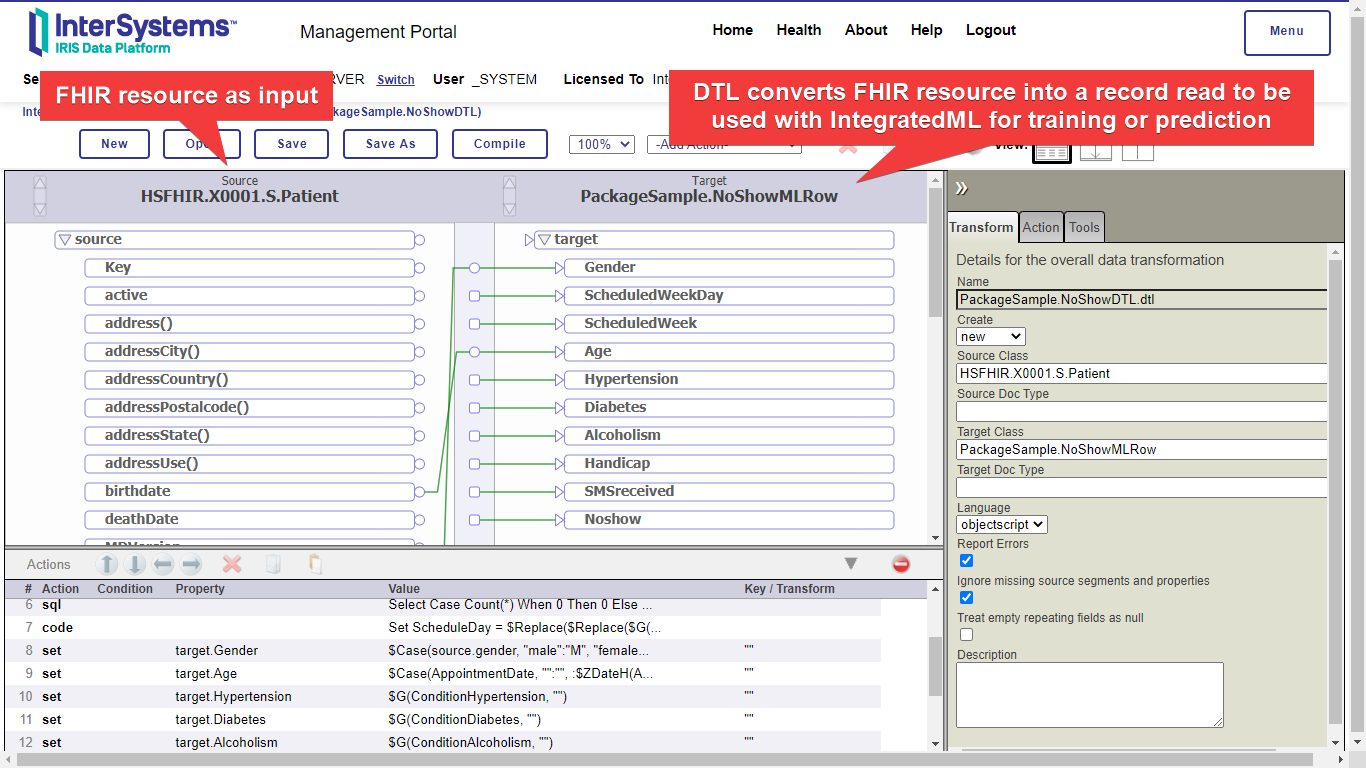 InterSystems™
IRIS Data Platform
Management Portal
Home
Health
About
Help
Logout
Menu
RVER
Switch
User _SYSTEM
Licensed To
FHIR resource as input
DTL converts FHIR resource into a record read to be
used with IntegratedML for training or prediction
kageSample.NoShowDTL)
New
Save
Save As
Compile
100%
View:
Source
HSFHIR.X0001.S.Patient
Target
PackageSample.NoShowMLRow
source
target
Key
Gender
active
ScheduledWeekDay
address()
ScheduledWeek
addressCity()
Age
addressCountry()
Hypertension
addressPostalcode()
Diabetes
addressState()
Alcoholism
addressUse()
Handicap
birthdate
SMSreceived
deathDate
Noshow
Transform
Action
Tools
Details for the overall data transformation
Name
PackageSample.NoShowDTL.dtl
Create
new
Source Class
HSFHIR.X0001.S.Patient
Source Doc Type
Target Class
PackageSample.NoShowMLRow
Target Doc Type
Language
objectscript
Report Errors
Ignore missing source segments and properties
Treat empty repeating fields as null
Description
Actions
# Action Condition Property Value Key / Transform
6 sql Select Case Count(*) When 0 Then 0 Else ...
7 code Set ScheduleDay = $Replace($Replace($G(...
8 set target.Gender $Case(source.gender, "male":"M", "female... ""
9 set target.Age $Case(AppointmentDate, "":"", :$ZDateH(A... ""
10 set target.Hypertension $G(ConditionHypertension, "") ""
11 set target.Diabetes $G(ConditionDiabetes, "") ""
12 set target.Alcoholism $G(ConditionAlcoholism, "") ""